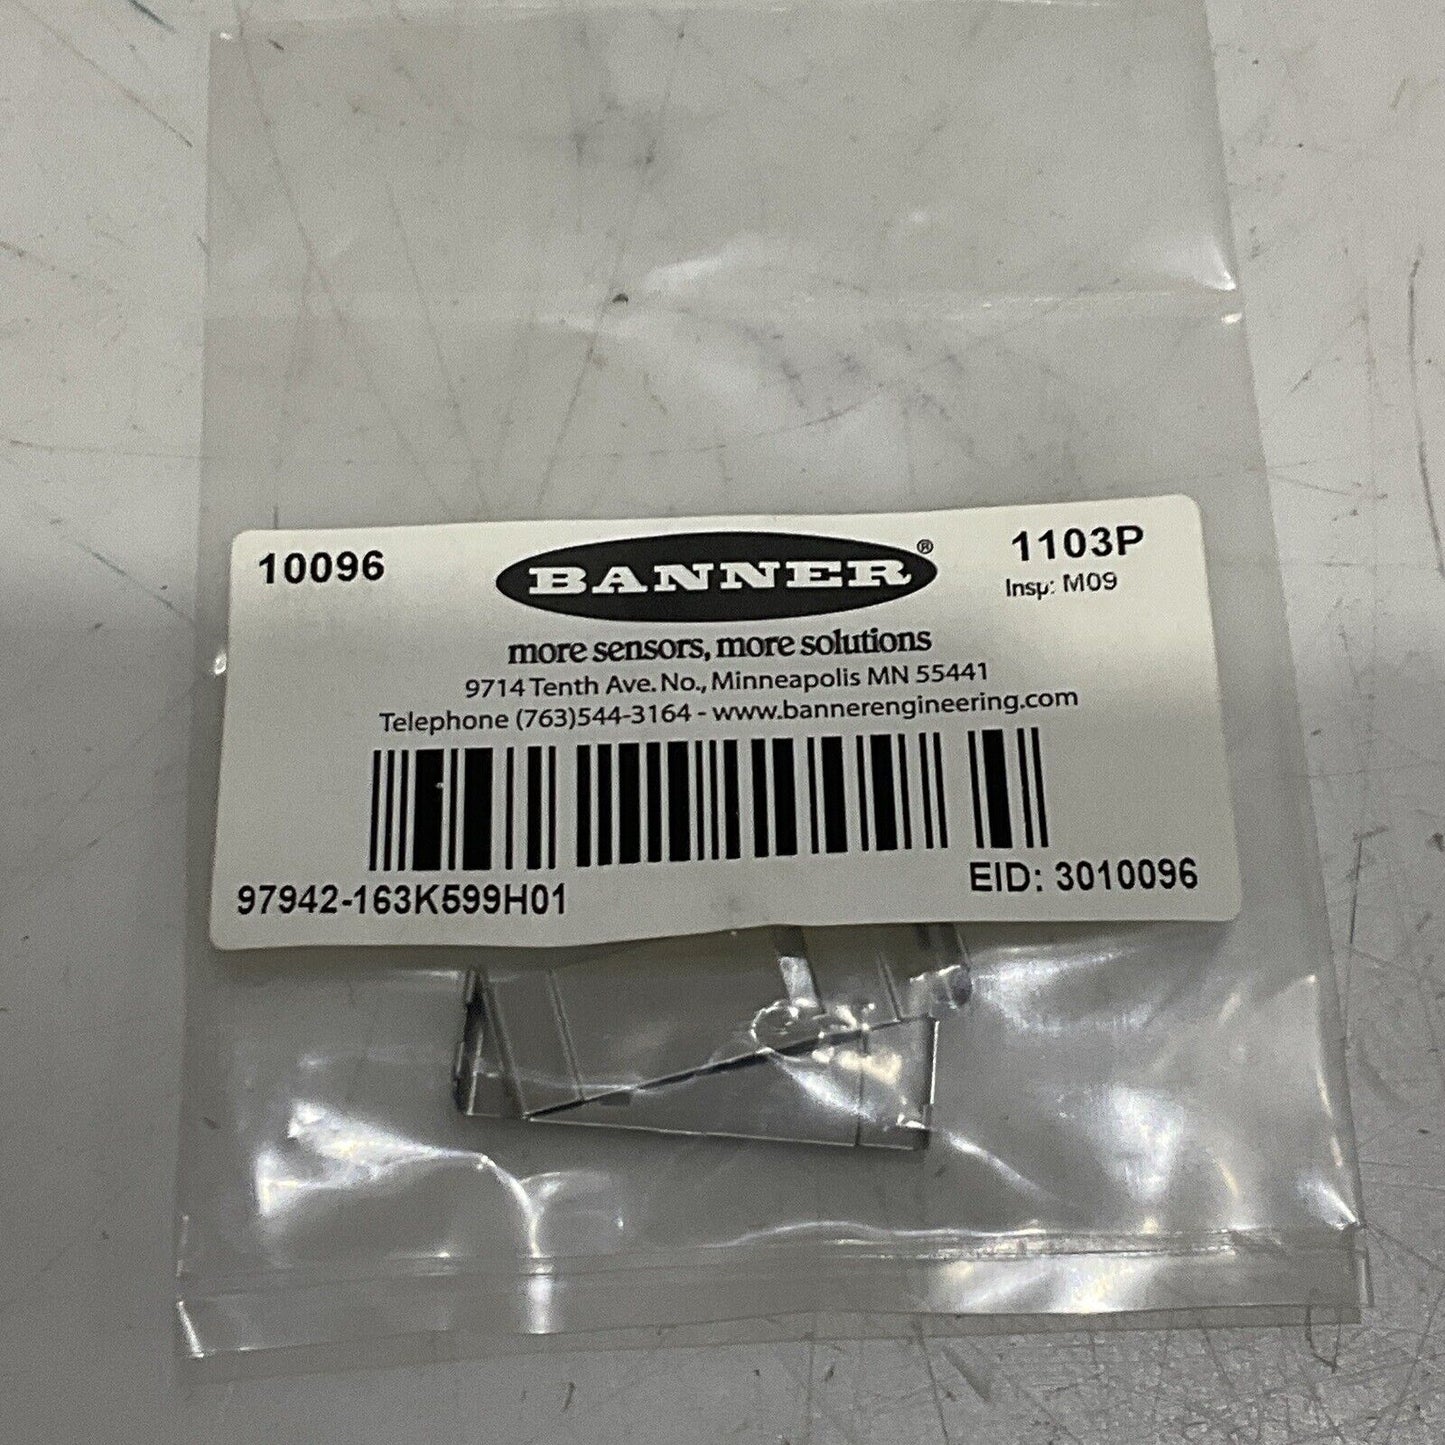 10096
BANNER®
1103P
Insp: M09
more sensors, more solutions
9714 Tenth Ave. No., Minneapolis MN 55441
Telephone (763)544-3164 - www.bannerengineering.com
97942-163K599H01
EID: 3010096